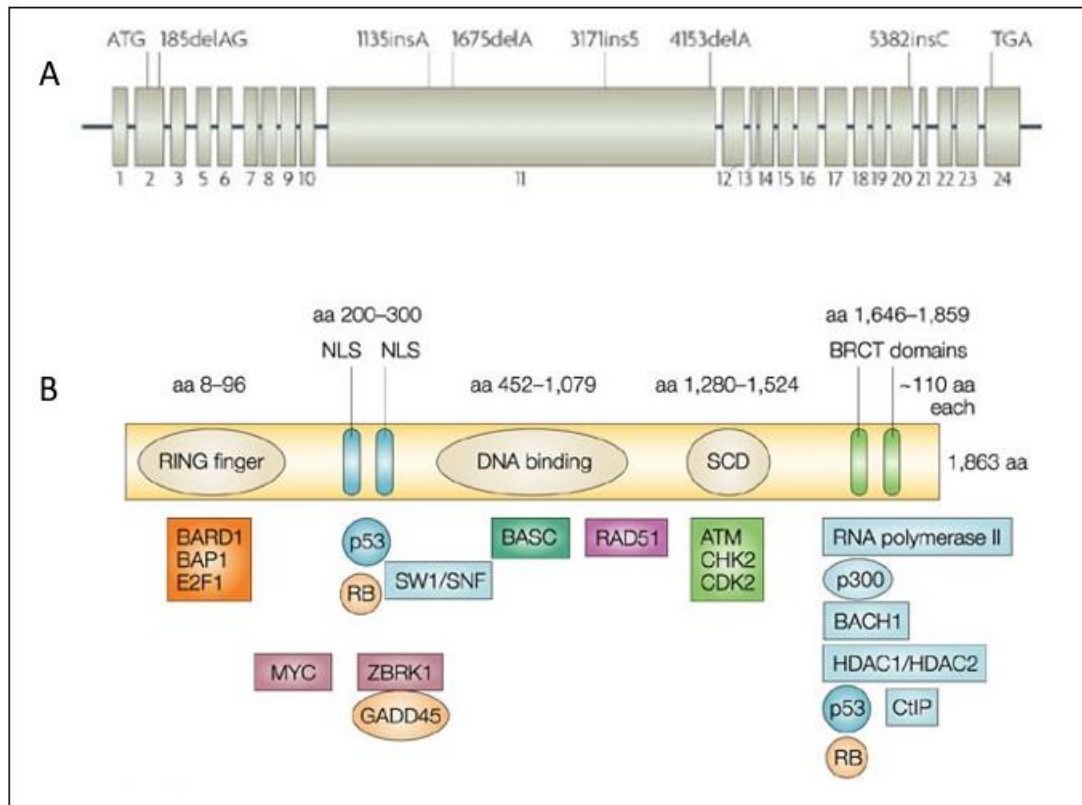 A
ATG 185delAG 1135insA 1675delA 3171ins5 4153delA 5382insC TGA
1 2 3 5 6 7 8 9 10 11 12 13 14 15 16 17 18 19 20 21 22 23 24
B
aa 200–300 aa 1,646–1,859
NLS NLS BRCT domains
aa 8–96 aa 452–1,079 aa 1,280–1,524 ~110 aa
each
RING finger DNA binding SCD 1,863 aa
BARD1
BAP1
E2F1
p53
RB
SW1/SNF
BASC
RAD51
ATM
CHK2
CDK2
RNA polymerase II
p300
BACH1
HDAC1/HDAC2
p53
CtIP
RB
MYC
ZBRK1
GADD45